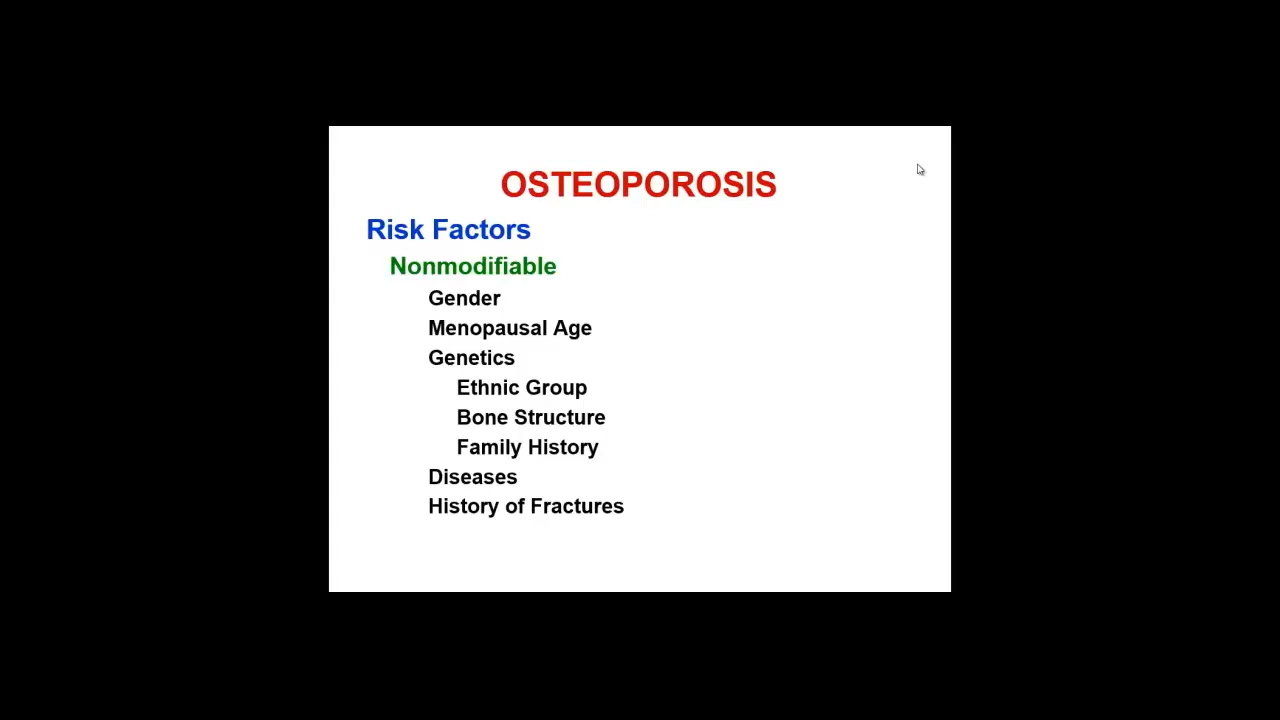 OSTEOPOROSIS
Risk Factors
Nonmodifiable
Gender
Menopausal Age
Genetics
Ethnic Group
Bone Structure
Family History
Diseases
History of Fractures